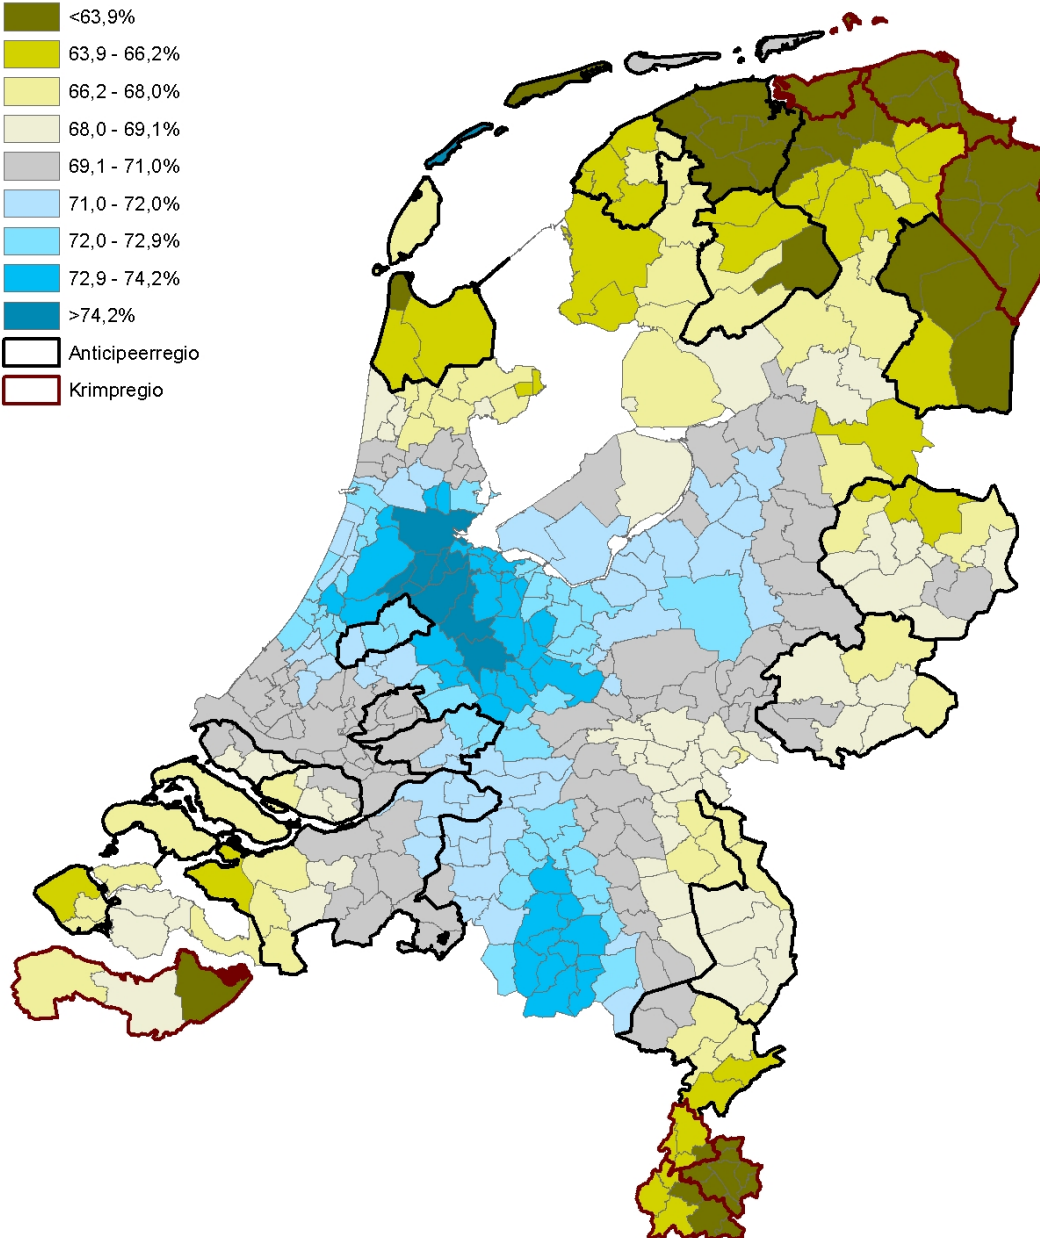 <63,9%
63,9 - 66,2%
66,2 - 68,0%
68,0 - 69,1%
69,1 - 71,0%
71,0 - 72,0%
72,0 - 72,9%
72,9 - 74,2%
>74,2%
Anticipeerregio
Krimpregio